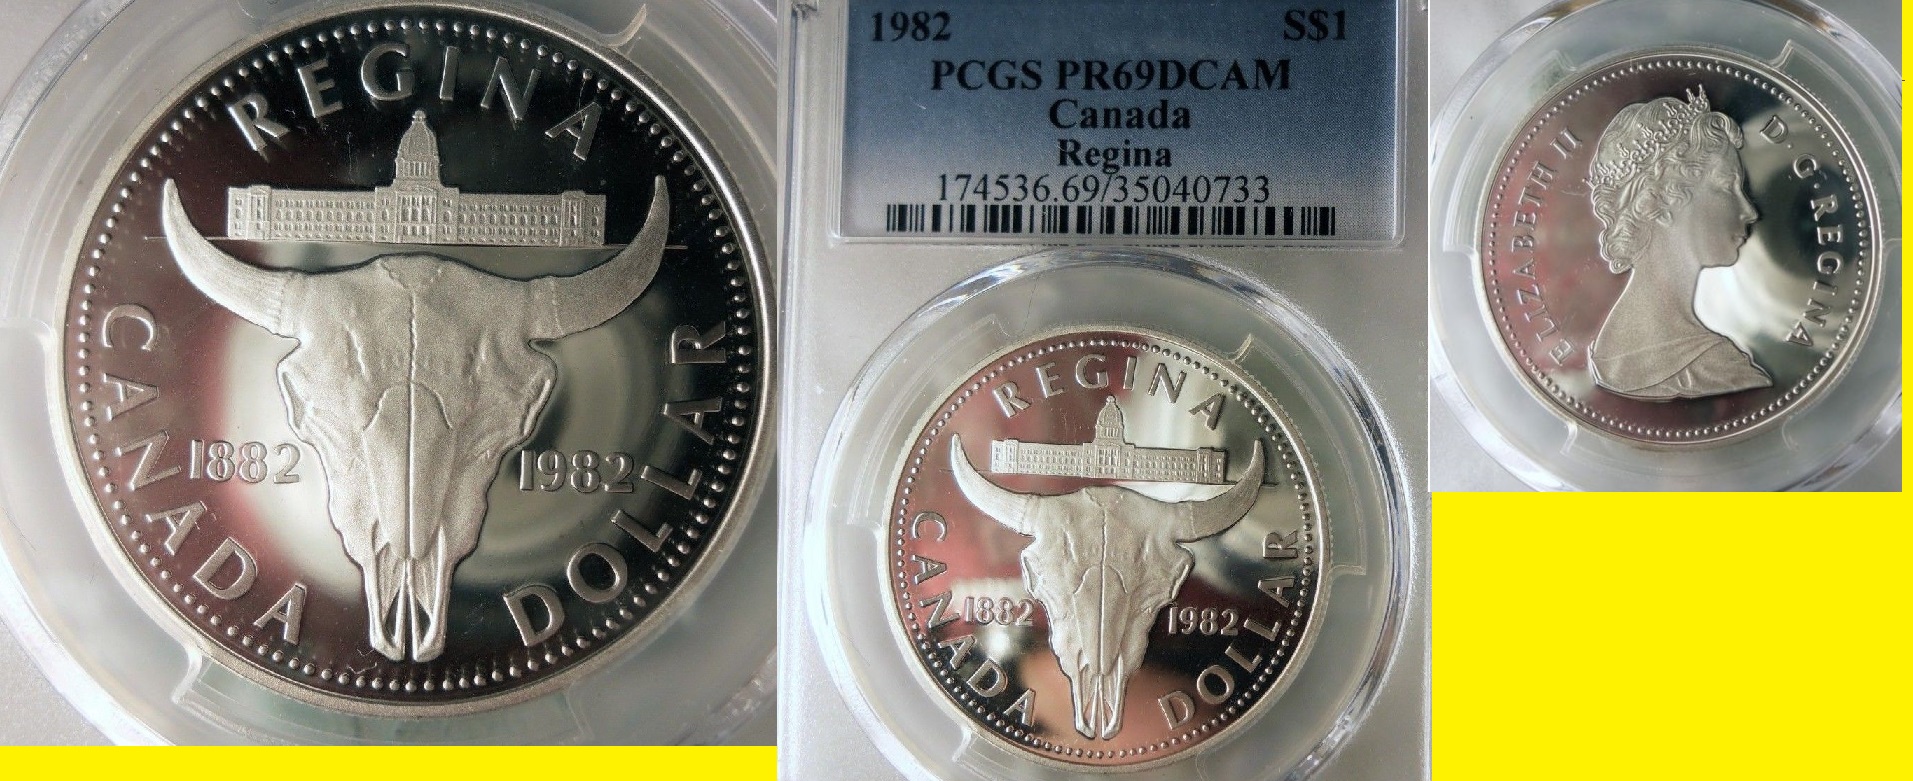 REGINA
CANADA DOLLAR
1882 1982
1982 S$1
PCGS PR69DCAM
Canada
Regina
174536.69/35040733
REGINA
CANADA DOLLAR
1882 1982
ELIZABETH II D·G·REGINA